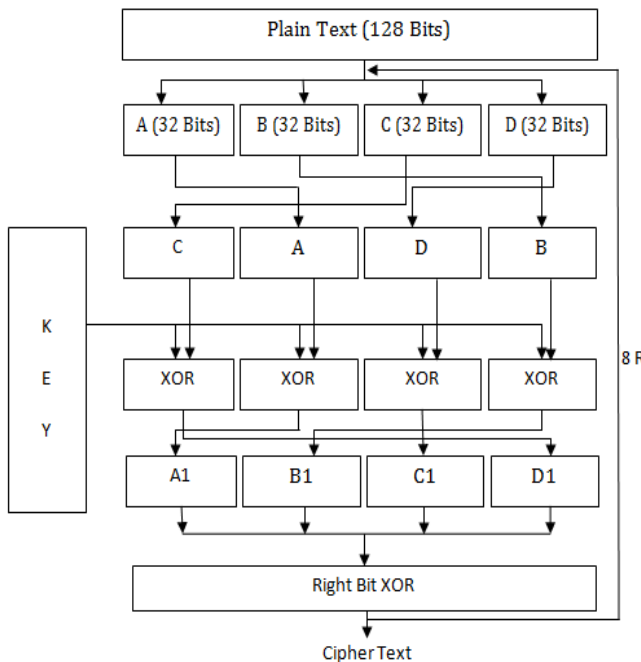 Plain Text (128 Bits)
A (32 Bits)
B (32 Bits)
C (32 Bits)
D (32 Bits)
C
A
D
B
K
E
Y
8 R
XOR
XOR
XOR
XOR
A1
B1
C1
D1
Right Bit XOR
Cipher Text